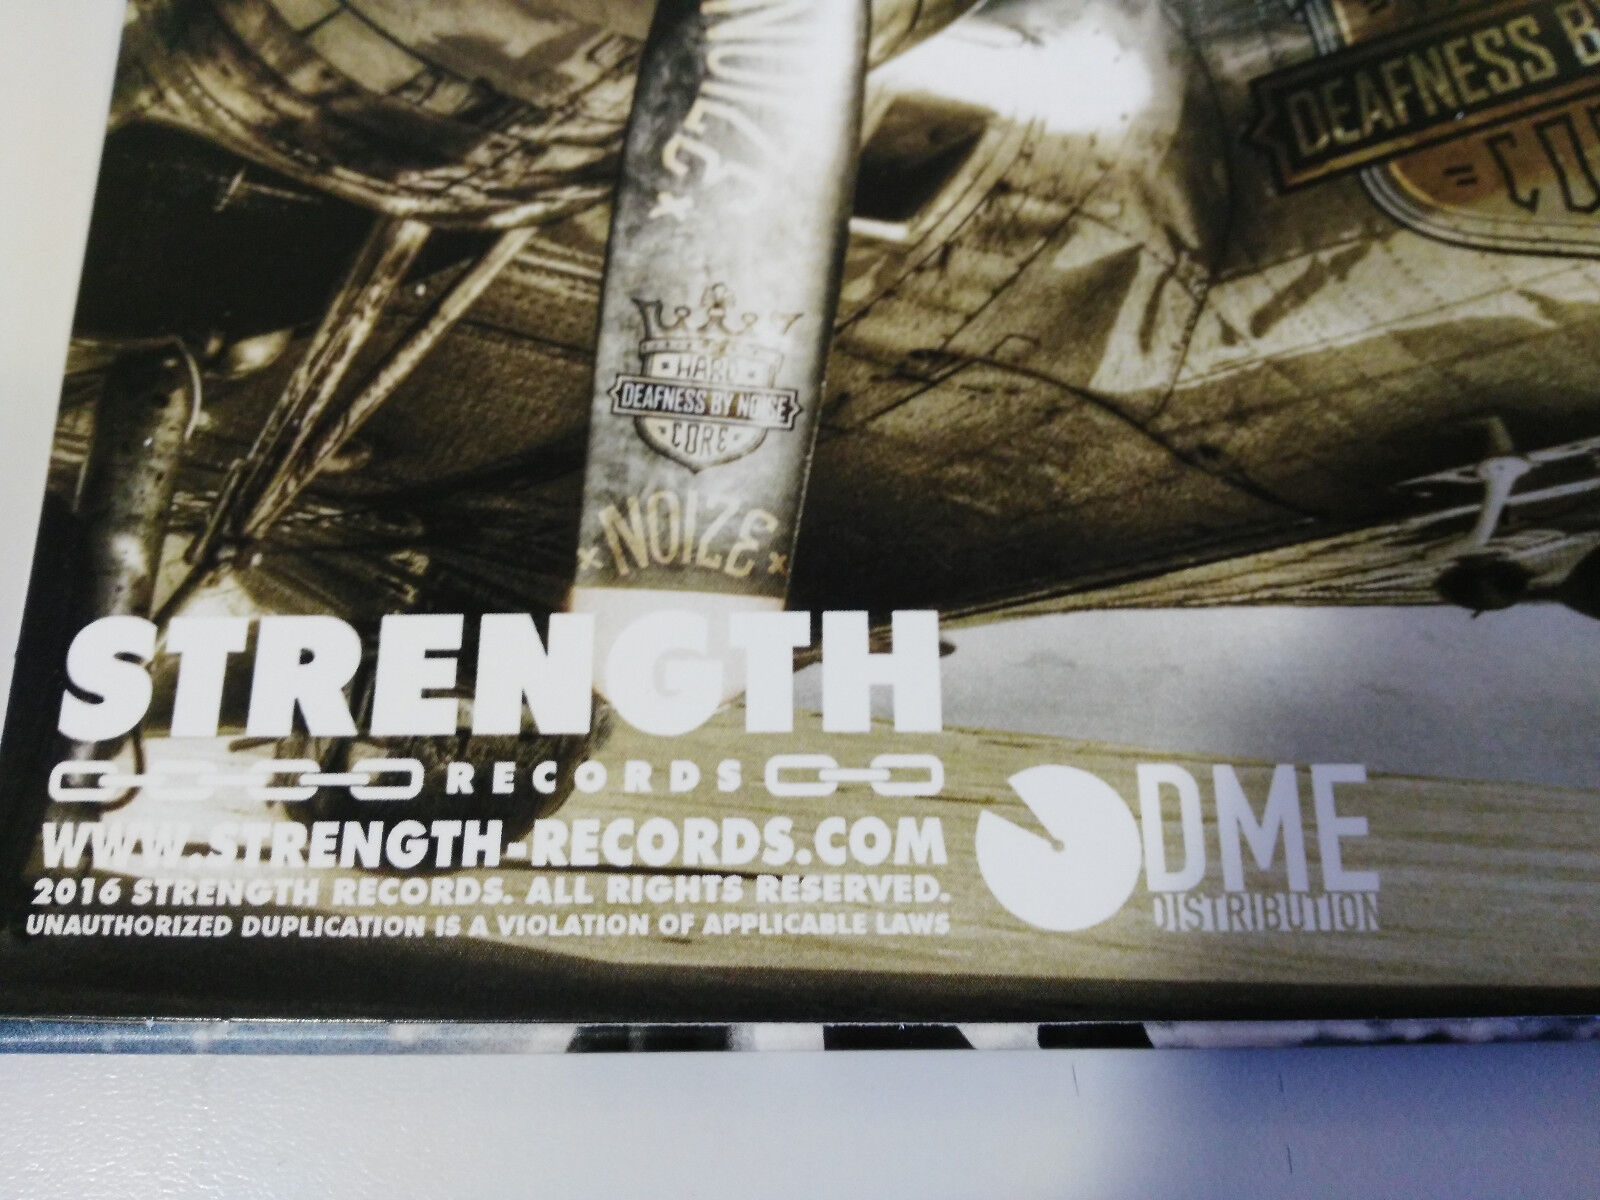 DEAFNESS B
HARD
DEAFNESS BY NOISE
CORE
x NOIZE x
STRENGTH
RECORDS
WWW.STRENGTH-RECORDS.COM
2016 STRENGTH RECORDS. ALL RIGHTS RESERVED.
UNAUTHORIZED DUPLICATION IS A VIOLATION OF APPLICABLE LAWS
DME
DISTRIBUTION